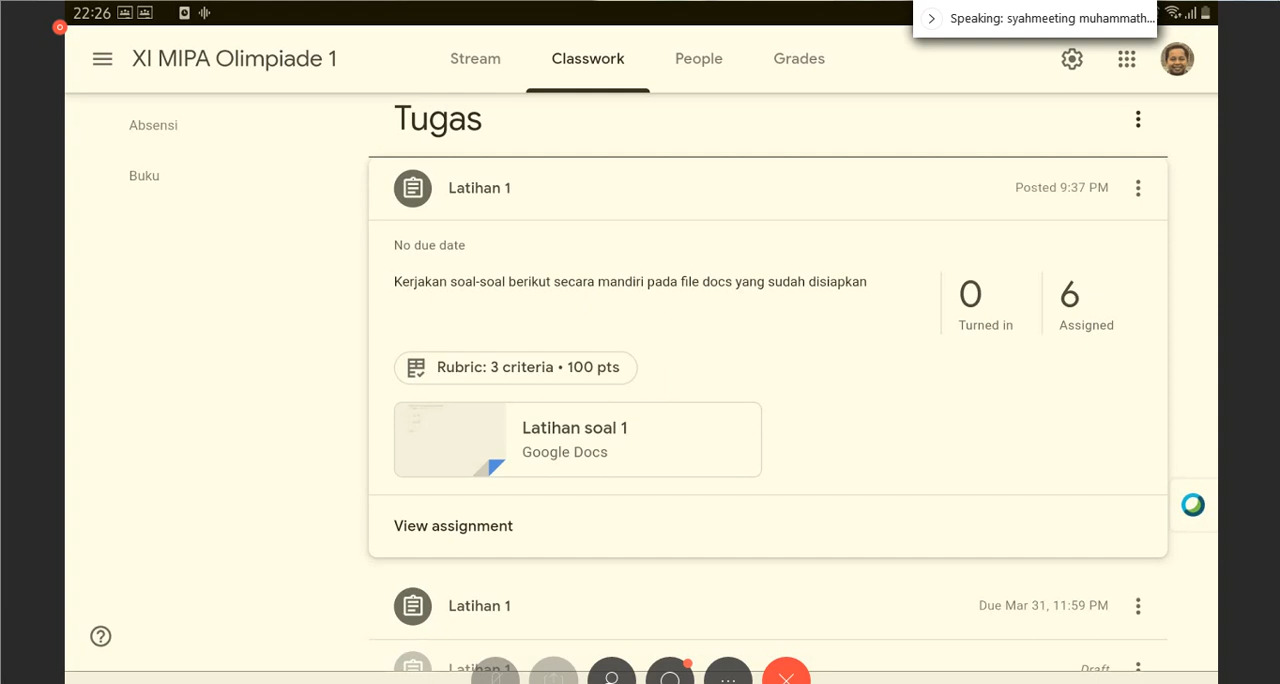 22:26
Speaking: syahmeeting muhammath...
XI MIPA Olimpiade 1
Stream
Classwork
People
Grades
Absensi
Buku
Tugas
Latihan 1
Posted 9:37 PM
No due date
Kerjakan soal-soal berikut secara mandiri pada file docs yang sudah disiapkan
0
Turned in
6
Assigned
Rubric: 3 criteria • 100 pts
Latihan soal 1
Google Docs
View assignment
Latihan 1
Due Mar 31, 11:59 PM
Latihan 1
Draft